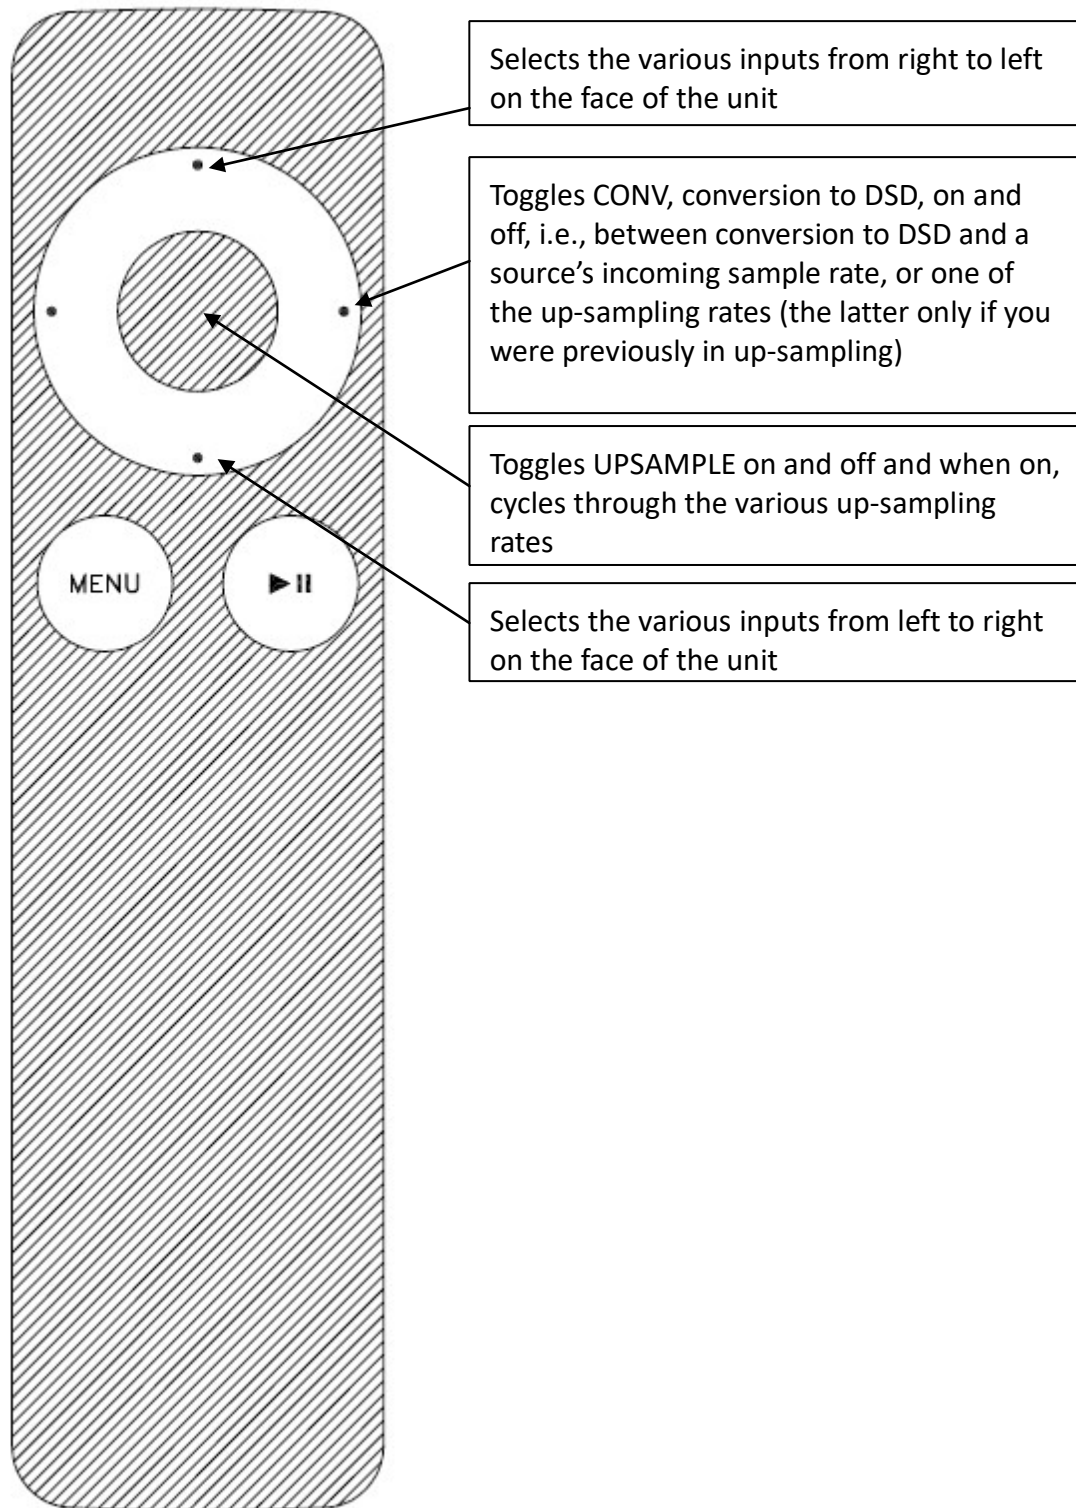 Selects the various inputs from right to left
on the face of the unit
Toggles CONV, conversion to DSD, on and
off, i.e., between conversion to DSD and a
source’s incoming sample rate, or one of
the up-sampling rates (the latter only if you
were previously in up-sampling)
Toggles UPSAMPLE on and off and when on,
cycles through the various up-sampling
rates
MENU
Selects the various inputs from left to right
on the face of the unit